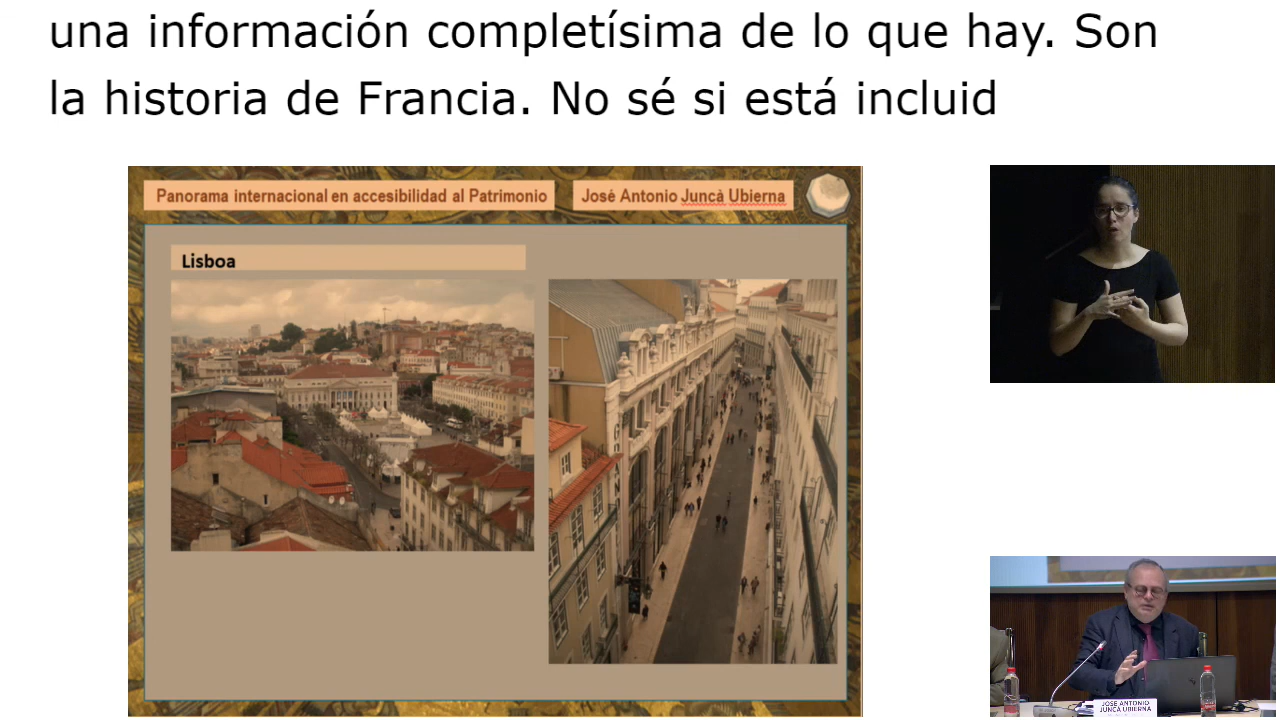 una información completísima de lo que hay. Son
la historia de Francia. No sé si está incluid
Panorama internacional en accesibilidad al Patrimonio
José Antonio Juncà Ubierna
Lisboa
JOSÉ ANTONIO
JUNCÀ UBIERNA